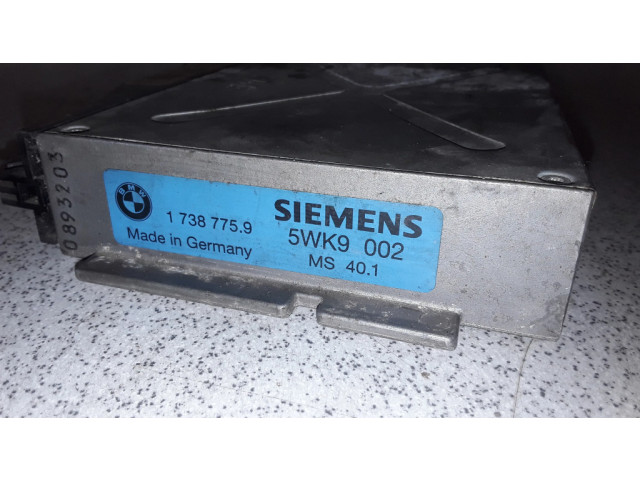 BMW
1 738 775.9
Made in Germany
SIEMENS
5WK9 002
MS 40.1
0893203